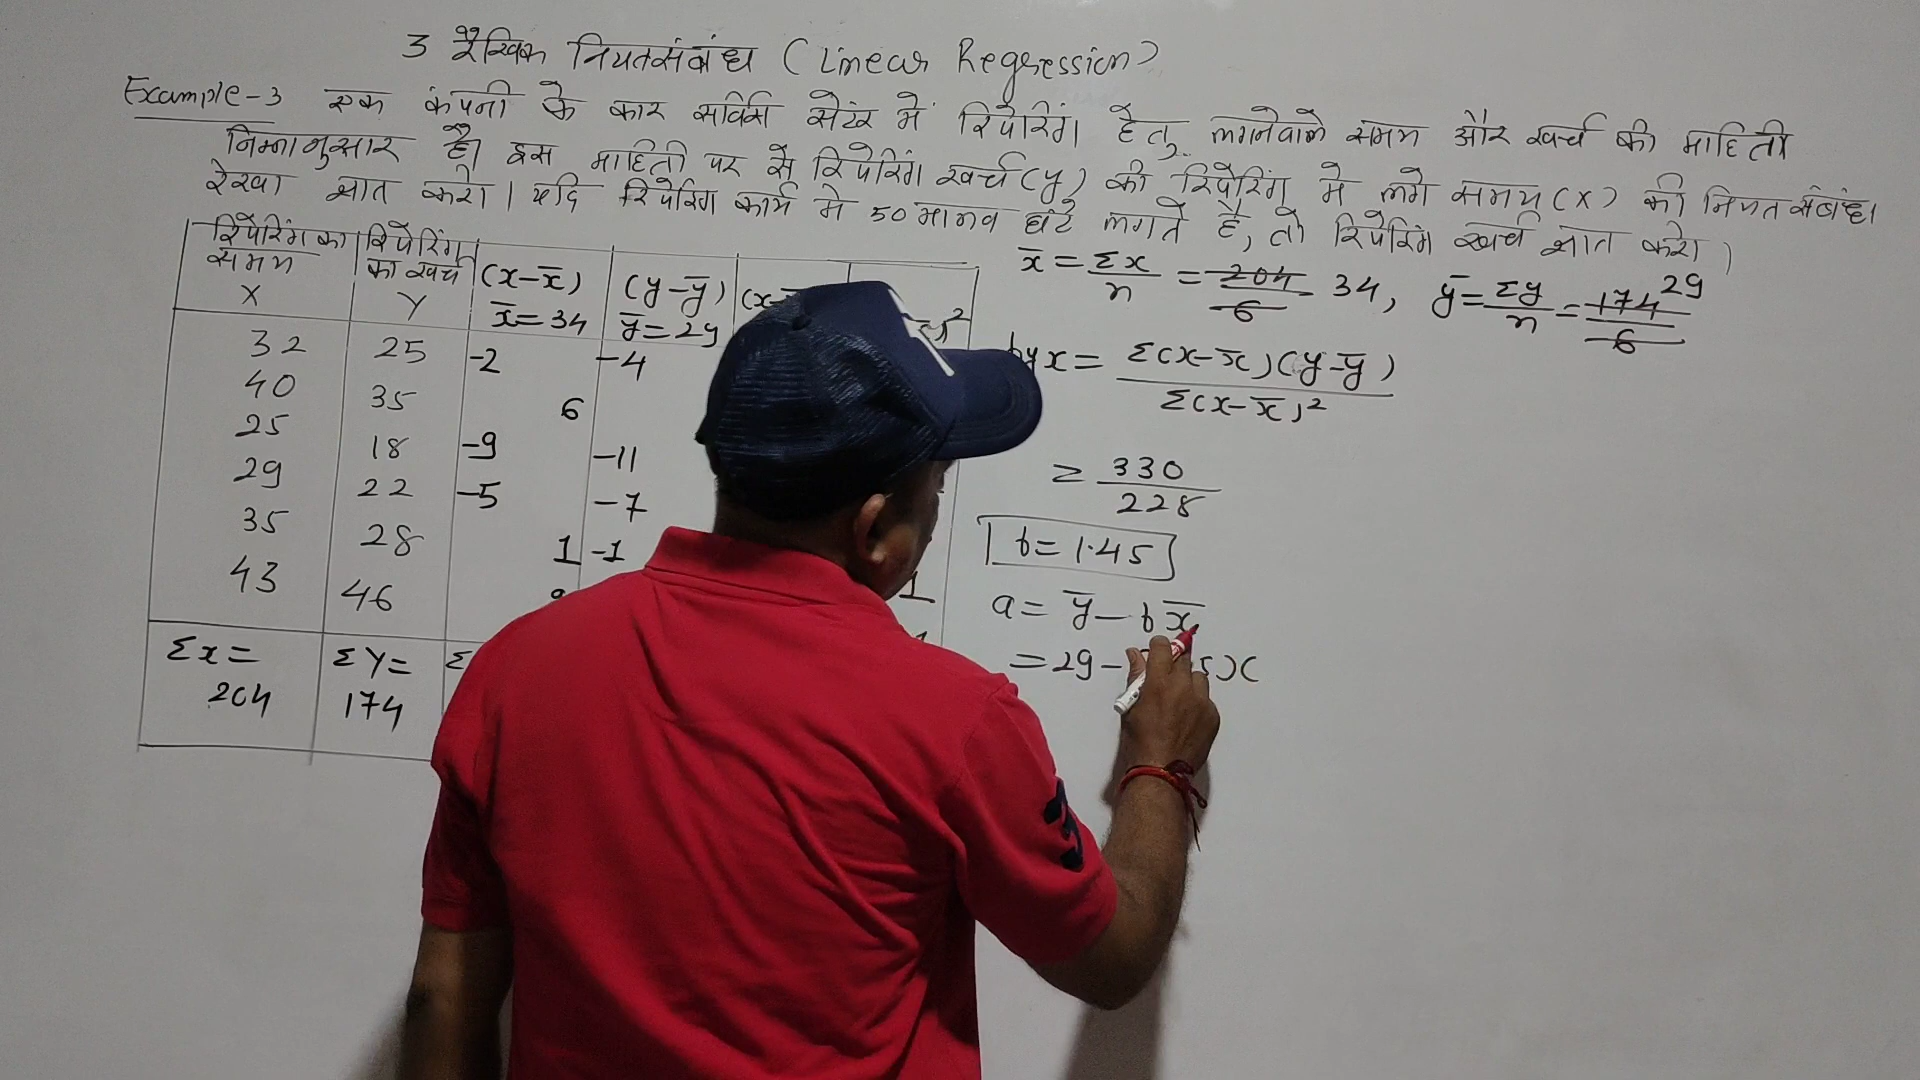 3 रैखिक नियतसंबंध (Linear Regression)
Example-3 एक कंपनी के कार सर्विस सेंटर में रिपेरिंग हेतु लगनेवाले समय और खर्च की माहिती
निम्नानुसार है। इस माहिती पर से रिपेरिंग खर्च (y) की रिपेरिंग मे लगे समय (x) की नियतसंबंध
रेखा ज्ञात करो। यदि रिपेरिंग कार्य मे 50 मानव घंटे लगते है, तो रिपेरिंग खर्च ज्ञात करो।
रिपेरिंग का समय X | रिपेरिंग का खर्च Y | (x-x̄) x̄=34 | (y-ȳ) ȳ=29 | (x-
32 25 -2 -4
40 35 6
25 18 -9 -11
29 22 -5 -7
35 28 1 -1 1
43 46
Σx= 204 ΣY= 174 Σ
x̄ = Σx/n = 204/6 = 34, ȳ = Σy/n = 174/6 29
byx = Σ(x-x̄)(y-ȳ) / Σ(x-x̄)²
= 330/228
b= 1.45
a = ȳ - bx̄
= 29 -